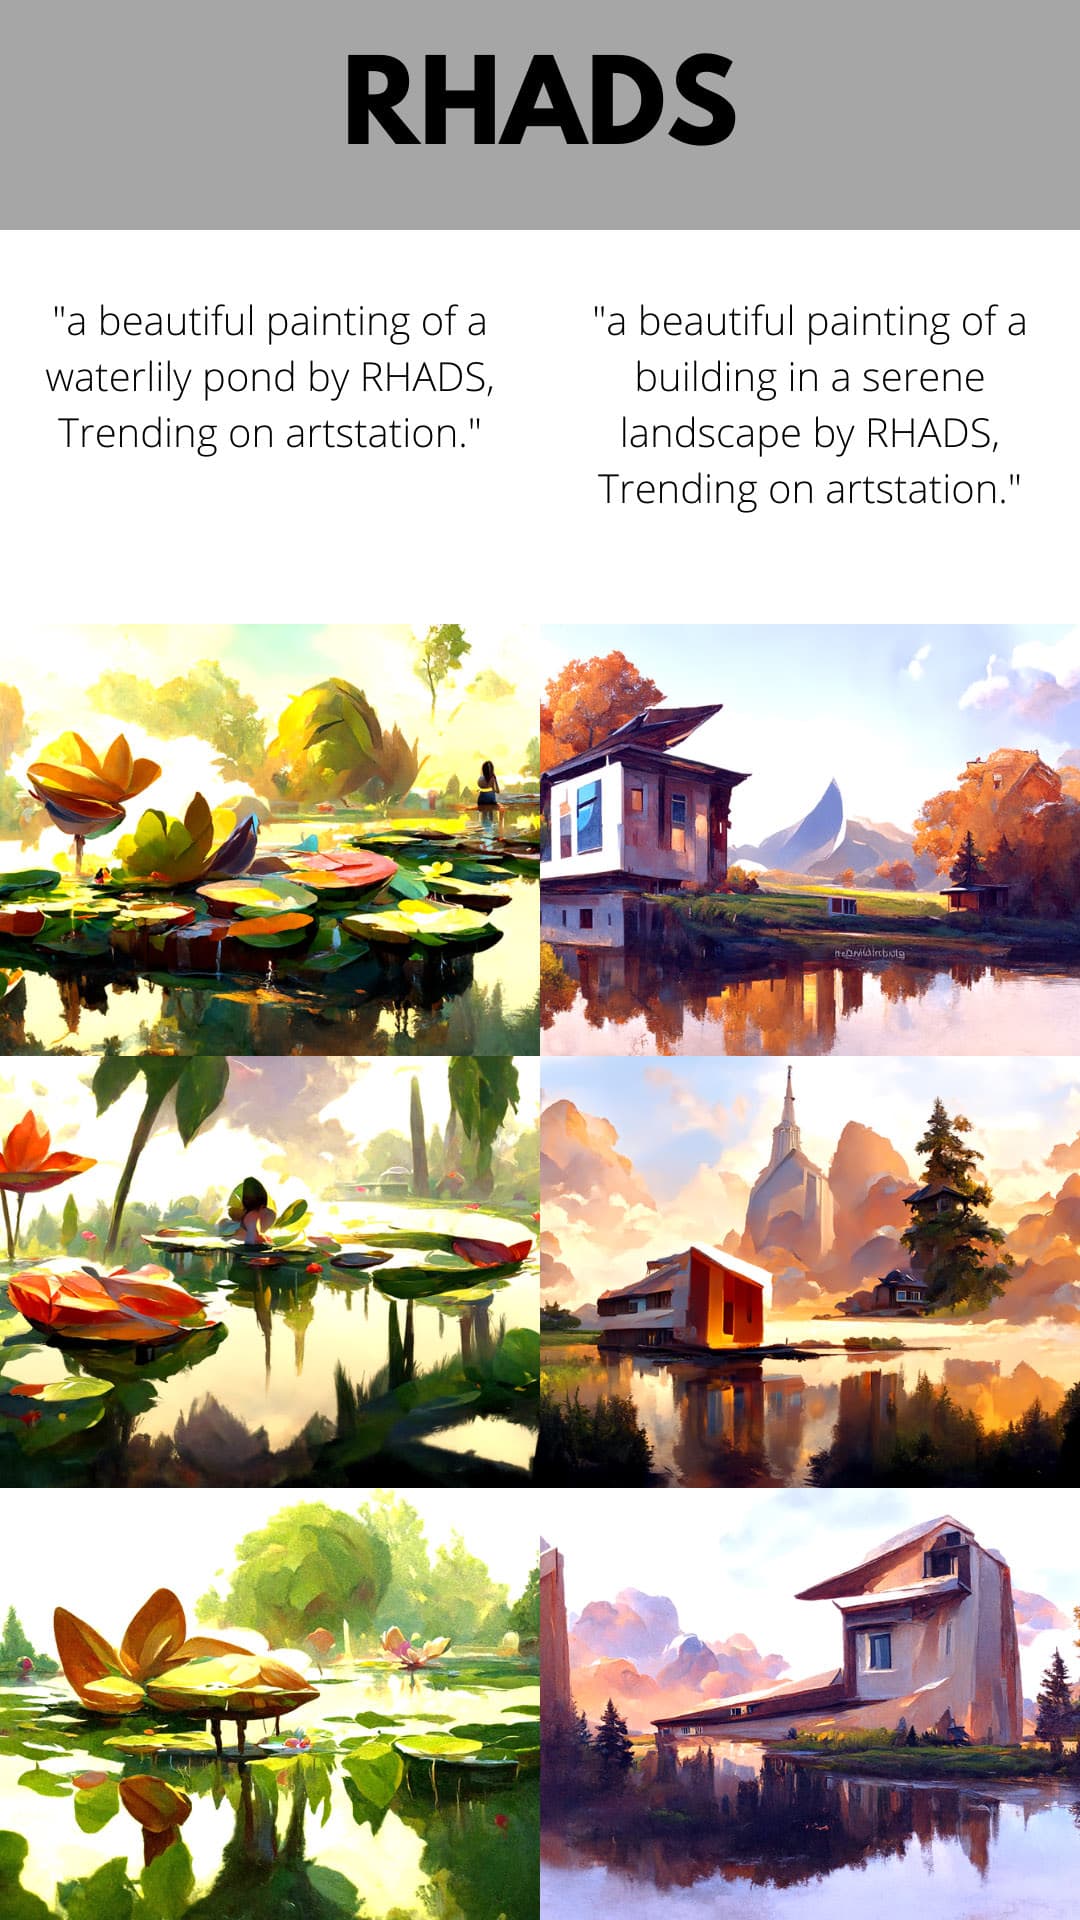 RHADS
"a beautiful painting of a
waterlily pond by RHADS,
Trending on artstation."
"a beautiful painting of a
building in a serene
landscape by RHADS,
Trending on artstation."